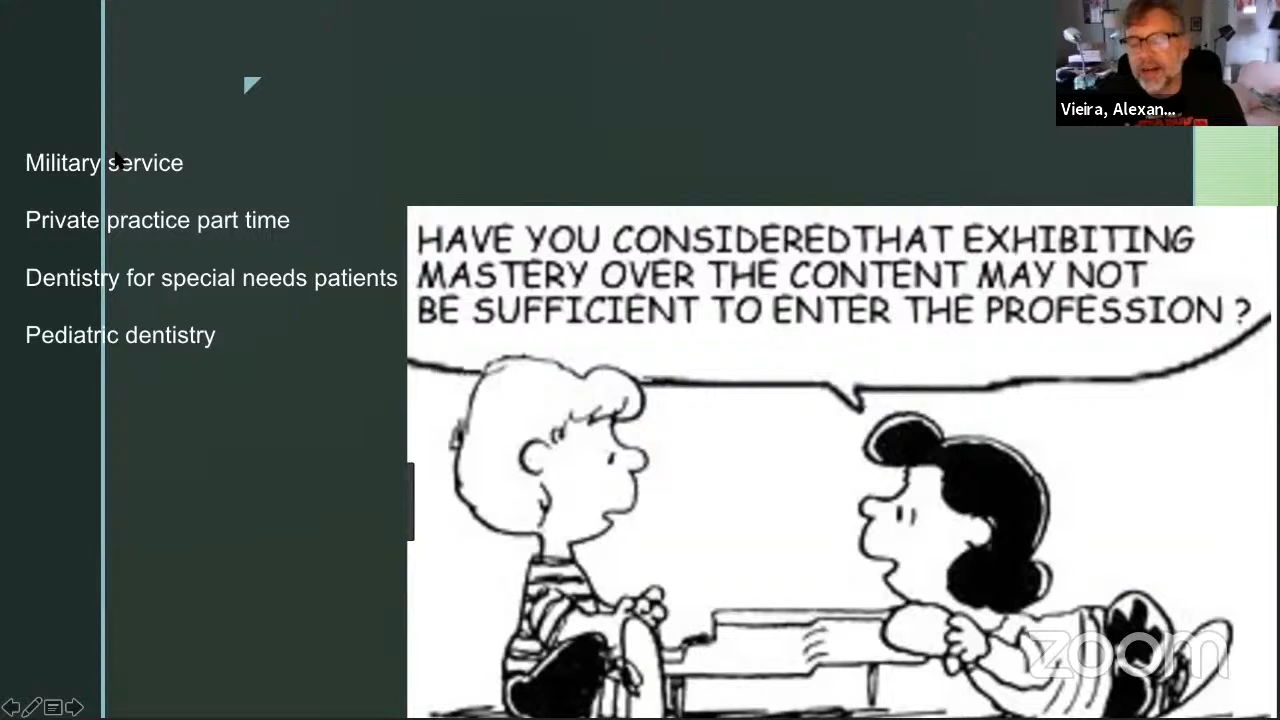 Vieira, Alexan...
Military service
Private practice part time
Dentistry for special needs patients
Pediatric dentistry
HAVE YOU CONSIDERED THAT EXHIBITING
MASTERY OVER THE CONTENT MAY NOT
BE SUFFICIENT TO ENTER THE PROFESSION ?
zoom